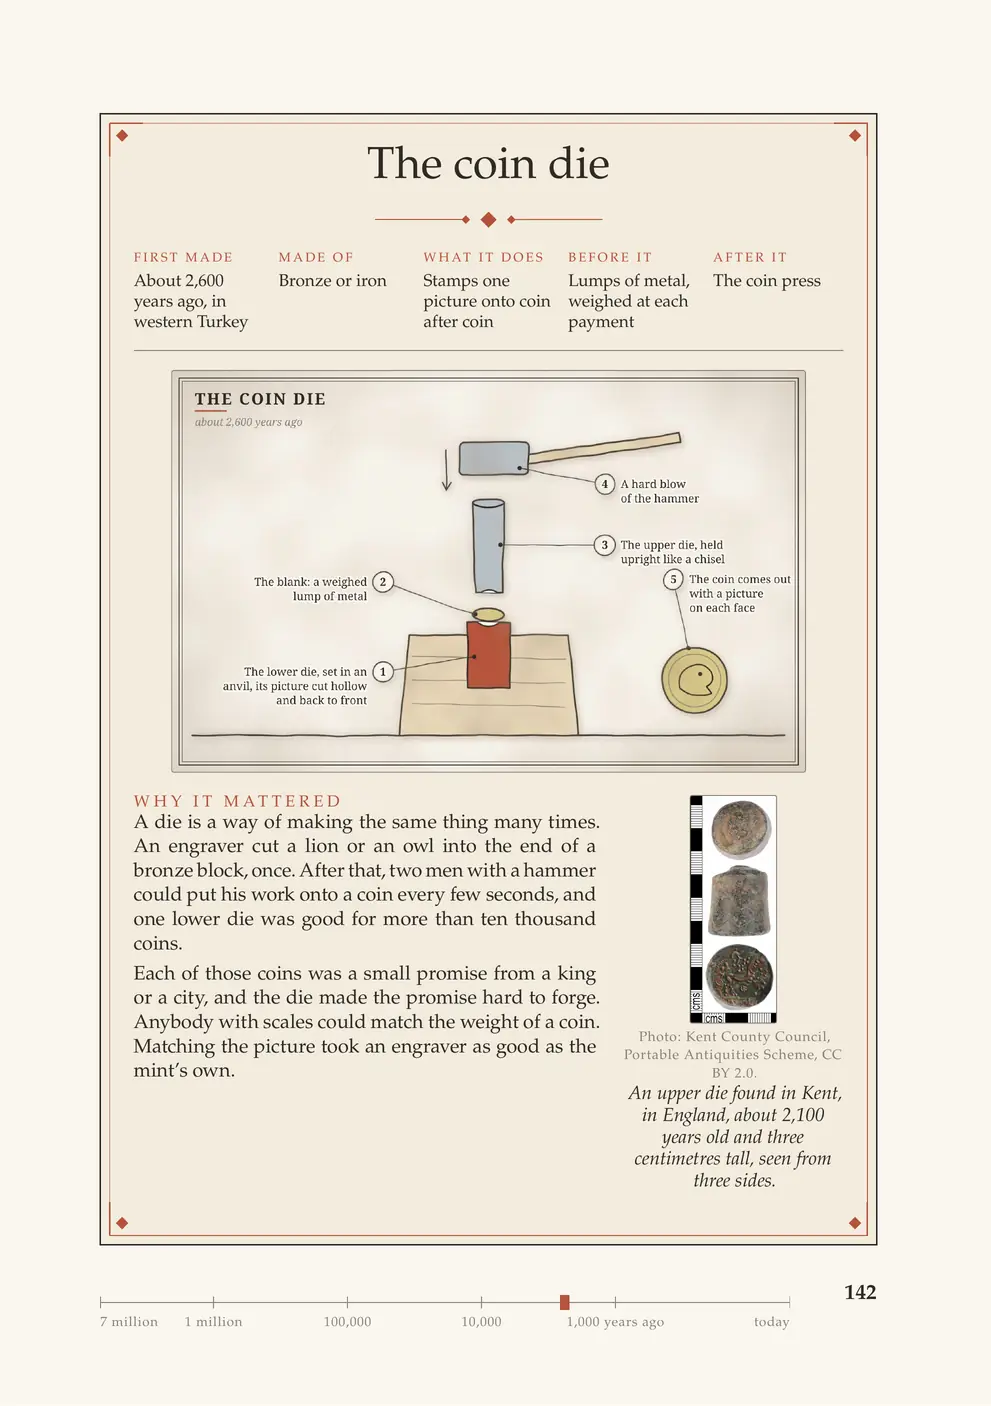 The coin die
FIRST MADE
About 2,600
years ago, in
western Turkey
MADE OF
Bronze or iron
WHAT IT DOES
Stamps one
picture onto coin
after coin
BEFORE IT
Lumps of metal,
weighed at each
payment
AFTER IT
The coin press
THE COIN DIE
about 2,600 years ago
4 A hard blow
of the hammer
3 The upper die, held
upright like a chisel
5 The coin comes out
with a picture
on each face
The blank: a weighed 2
lump of metal
The lower die, set in an 1
anvil, its picture cut hollow
and back to front
WHY IT MATTERED
A die is a way of making the same thing many times.
An engraver cut a lion or an owl into the end of a
bronze block, once. After that, two men with a hammer
could put his work onto a coin every few seconds, and
one lower die was good for more than ten thousand
coins.
Each of those coins was a small promise from a king
or a city, and the die made the promise hard to forge.
Anybody with scales could match the weight of a coin.
Matching the picture took an engraver as good as the
mint's own.
cms
cms
Photo: Kent County Council,
Portable Antiquities Scheme, CC
BY 2.0.
An upper die found in Kent,
in England, about 2,100
years old and three
centimetres tall, seen from
three sides.
142
7 million 1 million 100,000 10,000 1,000 years ago today